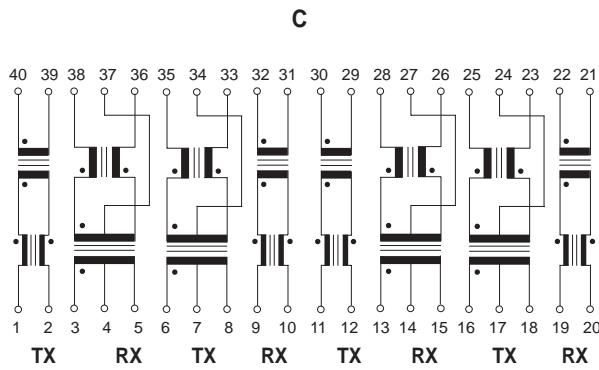 C
40 39 38 37 36 35 34 33 32 31 30 29 28 27 26 25 24 23 22 21
1 2 3 4 5 6 7 8 9 10 11 12 13 14 15 16 17 18 19 20
TX RX TX RX TX RX TX RX